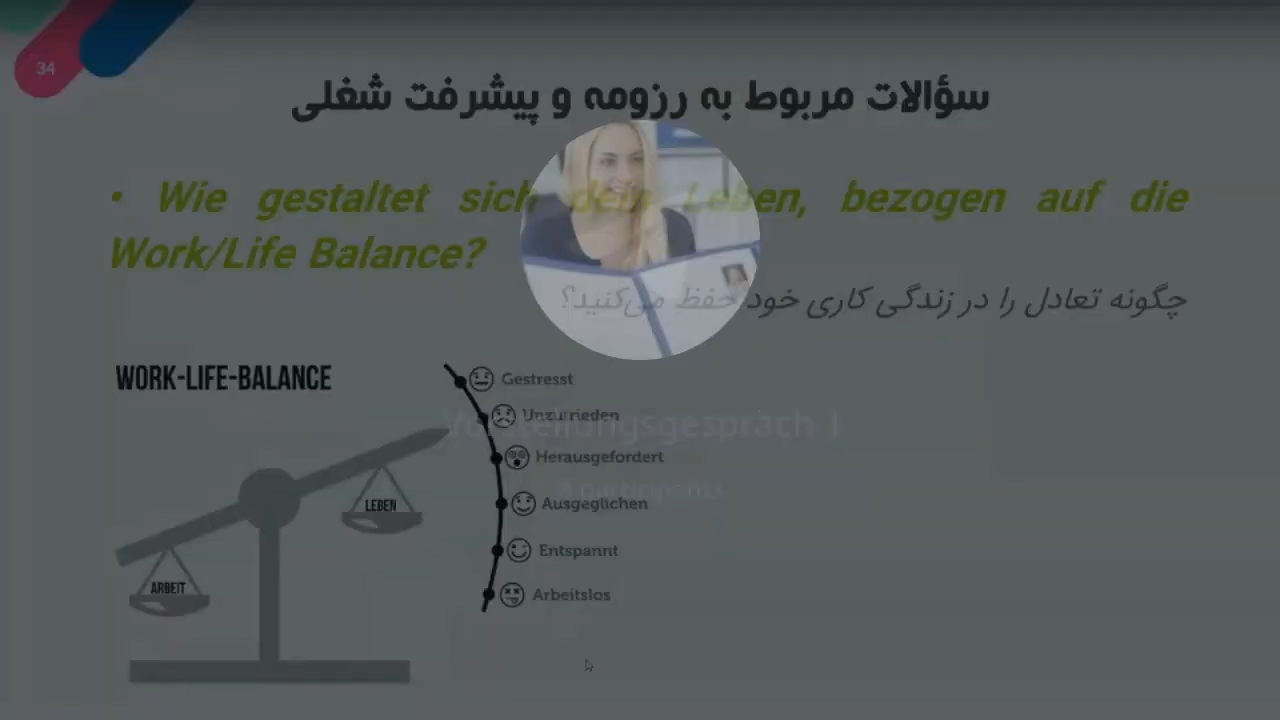 34
سؤالات مربوط به رزومه و پیشرفت شغلی
• Wie gestaltet sich dein Leben, bezogen auf die
Work/Life Balance?
چگونه تعادل را در زندگی کاری خود حفظ می‌کنید؟
WORK-LIFE-BALANCE
Gestresst
Unzufrieden
Vorstellungsgespräch I
Herausgefordert
participants
LEBEN
Ausgeglichen
Entspannt
ARBEIT
Arbeitslos